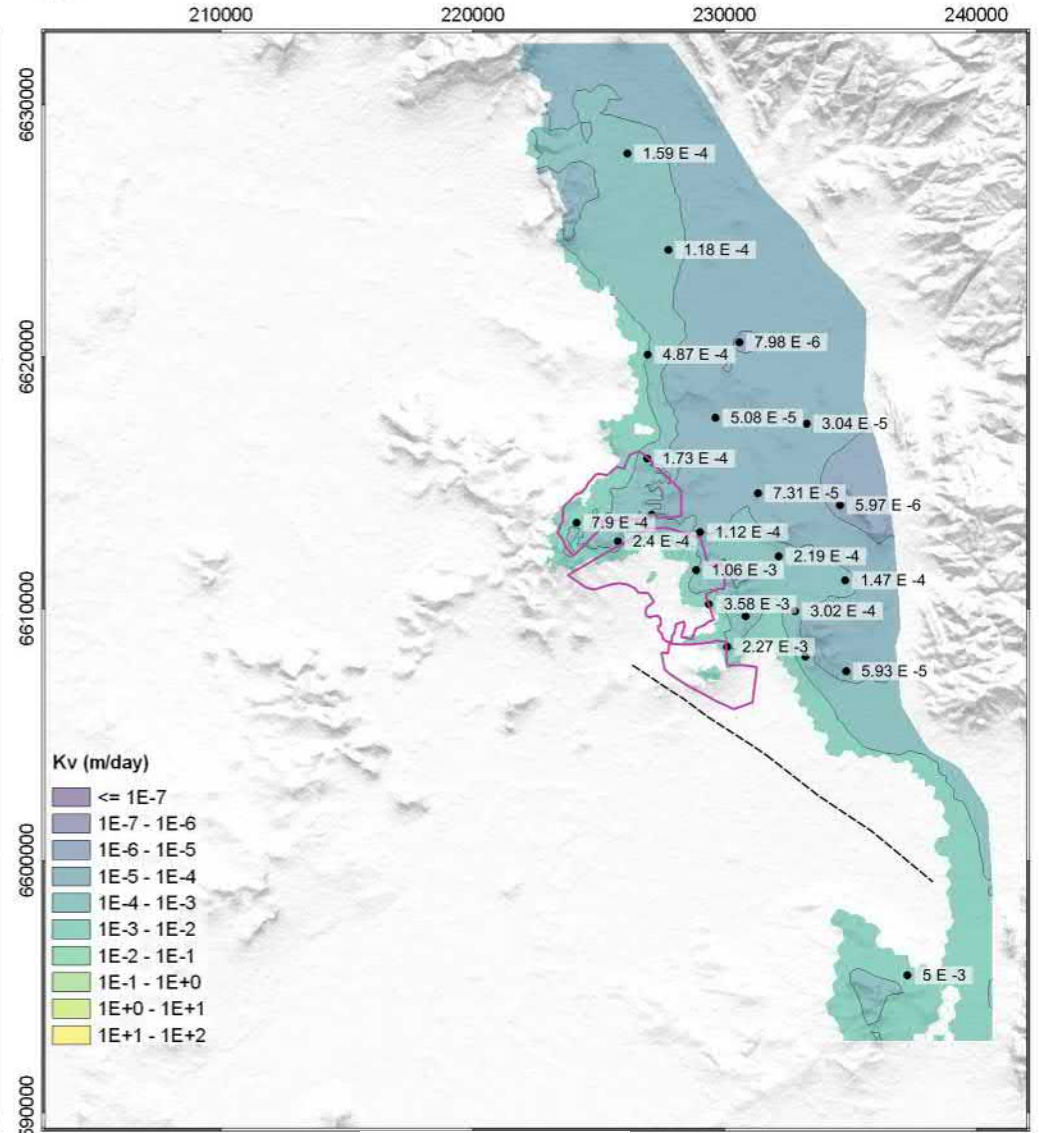 210000 220000 230000 240000
6630000
1.59 E -4
1.18 E -4
7.98 E -6
6620000
4.87 E -4
5.08 E -5
3.04 E -5
1.73 E -4
7.31 E -5
5.97 E -6
7.9 E -4
2.4 E -4
1.12 E -4
2.19 E -4
1.06 E -3
1.47 E -4
6610000
3.58 E -3
3.02 E -4
2.27 E -3
5.93 E -5
6600000
5 E -3
Kv (m/day)
<= 1E-7
1E-7 - 1E-6
1E-6 - 1E-5
1E-5 - 1E-4
1E-4 - 1E-3
1E-3 - 1E-2
1E-2 - 1E-1
1E-1 - 1E+0
1E+0 - 1E+1
1E+1 - 1E+2